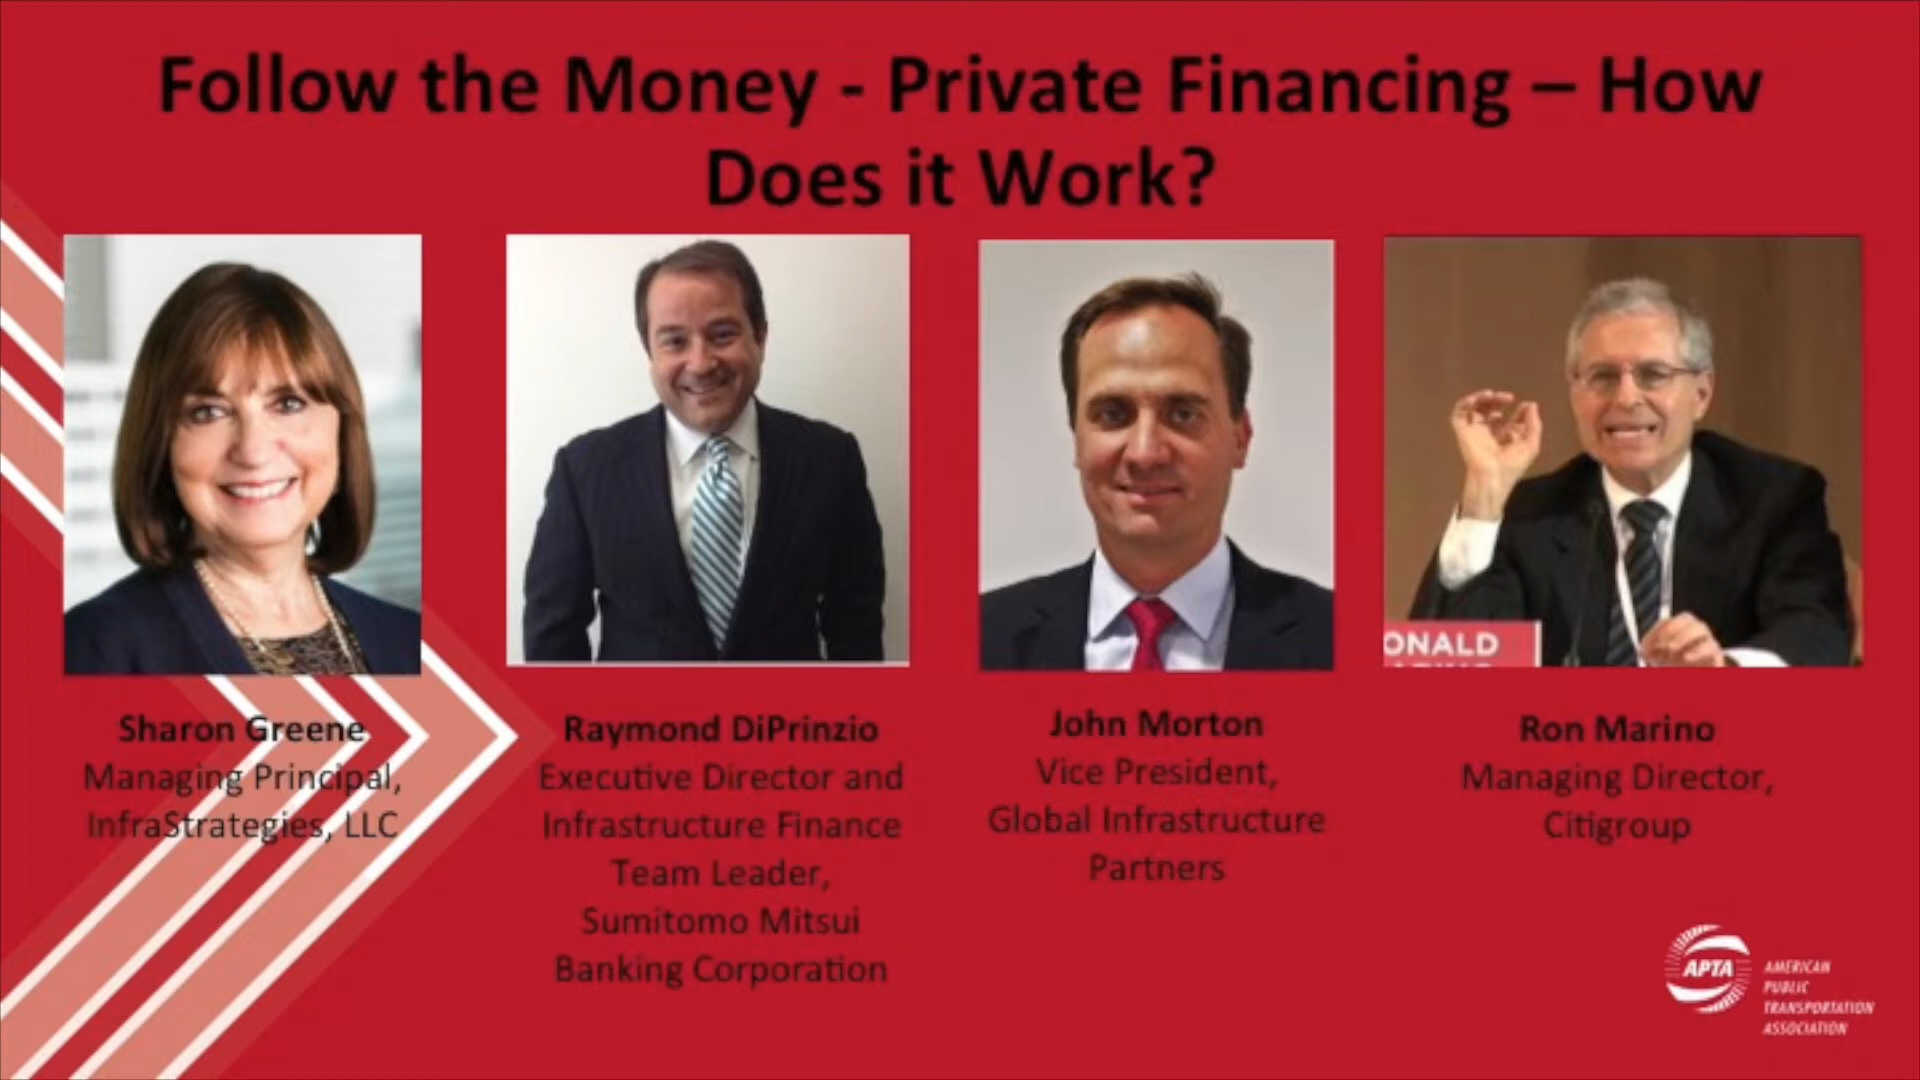 Follow the Money - Private Financing – How
Does it Work?
ONALD
Sharon Greene
Managing Principal,
InfraStrategies, LLC
Raymond DiPrinzio
Executive Director and
Infrastructure Finance
Team Leader,
Sumitomo Mitsui
Banking Corporation
John Morton
Vice President,
Global Infrastructure
Partners
Ron Marino
Managing Director,
Citigroup
APTA
AMERICAN
PUBLIC
TRANSPORTATION
ASSOCIATION